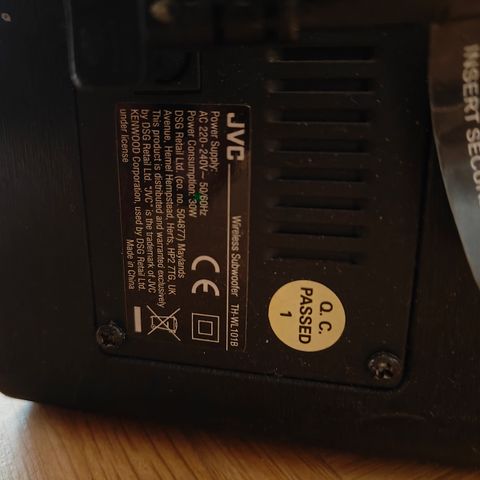 JVC
Wireless Subwoofer TH-WL101B
Power Supply:
AC 220-240V~ 50/60Hz
Power Consumption: 30W
DSG Retail Ltd. (co. no. 504877) Maylands
Avenue, Hemel Hempstead, Herts, HP2 7TG, UK
This product is distributed and warranted exclusively
by DSG Retail Ltd. "JVC" is the trademark of JVC
KENWOOD Corporation, used by DSG Retail Ltd.
under license
Made in China
CE
Q.C.
PASSED
1
INSERT